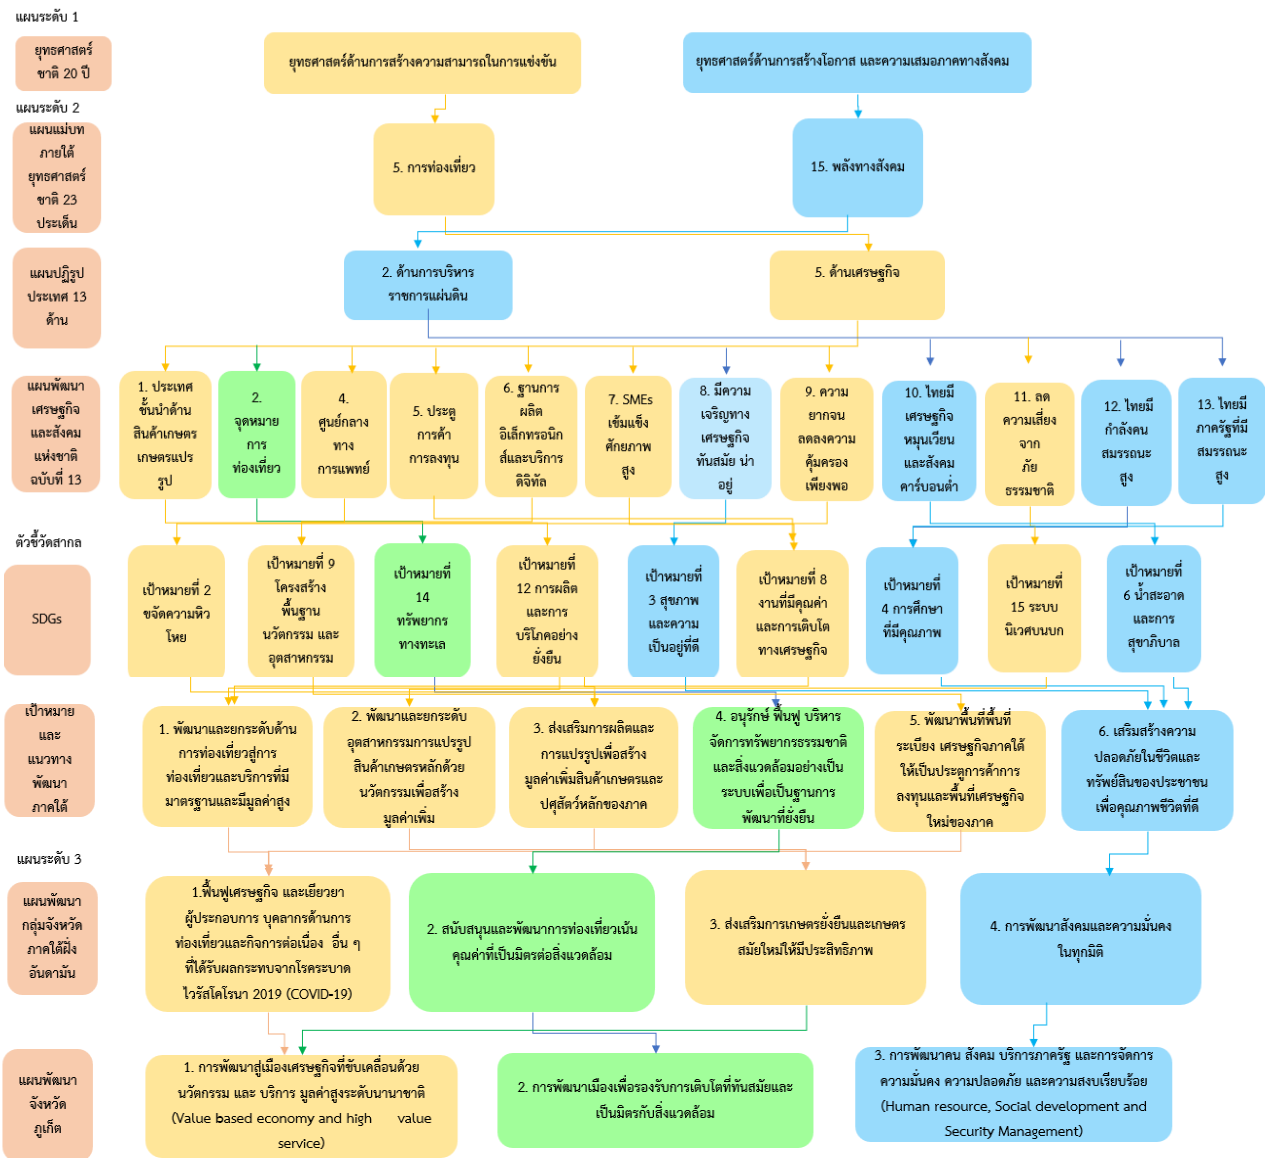 แผนระดับ 1
ยุทธศาสตร์
ชาติ 20 ปี
ยุทธศาสตร์ด้านการสร้างความสามารถในการแข่งขัน
ยุทธศาสตร์ด้านการสร้างโอกาส และความเสมอภาคทางสังคม
แผนระดับ 2
แผนแม่บท
ภายใต้
ยุทธศาสตร์
ชาติ 23
ประเด็น
5. การท่องเที่ยว
15. พลังทางสังคม
แผนปฏิรูป
ประเทศ 13
ด้าน
2. ด้านการบริหาร
ราชการแผ่นดิน
5. ด้านเศรษฐกิจ
แผนพัฒนา
เศรษฐกิจ
และสังคม
แห่งชาติ
ฉบับที่ 13
1. ประเทศ
ชั้นนำด้าน
สินค้าเกษตร
เกษตรแปร
รูป
2.
จุดหมาย
การ
ท่องเที่ยว
4.
ศูนย์กลาง
ทาง
การแพทย์
5. ประตู
การค้า
การลงทุน
6. ฐานการ
ผลิต
อิเล็กทรอนิก
ส์และบริการ
ดิจิทัล
7. SMEs
เข้มแข็ง
ศักยภาพ
สูง
8. มีความ
เจริญทาง
เศรษฐกิจ
ทันสมัย น่า
อยู่
9. ความ
ยากจน
ลดลงความ
คุ้มครอง
เพียงพอ
10. ไทยมี
เศรษฐกิจ
หมุนเวียน
และสังคม
คาร์บอนต่ำ
11. ลด
ความเสี่ยง
จาก
ภัย
ธรรมชาติ
12. ไทยมี
กำลังคน
สมรรถนะ
สูง
13. ไทยมี
ภาครัฐที่มี
สมรรถนะ
สูง
ตัวชี้วัดสากล
SDGs
เป้าหมายที่ 2
ขจัดความหิว
โหย
เป้าหมายที่ 9
โครงสร้าง
พื้นฐาน
นวัตกรรม และ
อุตสาหกรรม
เป้าหมายที่
14
ทรัพยากร
ทางทะเล
เป้าหมายที่
12 การผลิต
และการ
บริโภคอย่าง
ยั่งยืน
เป้าหมายที่
3 สุขภาพ
และความ
เป็นอยู่ที่ดี
เป้าหมายที่ 8
งานที่มีคุณค่า
และการเติบโต
ทางเศรษฐกิจ
เป้าหมายที่
4 การศึกษา
ที่มีคุณภาพ
เป้าหมายที่
15 ระบบ
นิเวศบนบก
เป้าหมายที่
6 น้ำสะอาด
และการ
สุขาภิบาล
เป้าหมาย
และ
แนวทาง
พัฒนา
ภาคใต้
1. พัฒนาและยกระดับด้าน
การท่องเที่ยวสู่การ
ท่องเที่ยวและบริการที่มี
มาตรฐานและมีมูลค่าสูง
2. พัฒนาและยกระดับ
อุตสาหกรรมการแปรรูป
สินค้าเกษตรหลักด้วย
นวัตกรรมเพื่อสร้าง
มูลค่าเพิ่ม
3. ส่งเสริมการผลิตและ
การแปรรูปเพื่อสร้าง
มูลค่าเพิ่มสินค้าเกษตรและ
ปศุสัตว์หลักของภาค
4. อนุรักษ์ ฟื้นฟู บริหาร
จัดการทรัพยากรธรรมชาติ
และสิ่งแวดล้อมอย่างเป็น
ระบบเพื่อเป็นฐานการ
พัฒนาที่ยั่งยืน
5. พัฒนาพื้นที่พื้นที่
ระเบียง เศรษฐกิจภาคใต้
ให้เป็นประตูการค้าการ
ลงทุนและพื้นที่เศรษฐกิจ
ใหม่ของภาค
6. เสริมสร้างความ
ปลอดภัยในชีวิตและ
ทรัพย์สินของประชาชน
เพื่อคุณภาพชีวิตที่ดี
แผนระดับ 3
แผนพัฒนา
กลุ่มจังหวัด
ภาคใต้ฝั่ง
อันดามัน
1.ฟื้นฟูเศรษฐกิจ และเยียวยา
ผู้ประกอบการ บุคลากรด้านการ
ท่องเที่ยวและกิจการต่อเนื่อง อื่น ๆ
ที่ได้รับผลกระทบจากโรคระบาด
ไวรัสโคโรนา 2019 (COVID-19)
2. สนับสนุนและพัฒนาการท่องเที่ยวเน้น
คุณค่าที่เป็นมิตรต่อสิ่งแวดล้อม
3. ส่งเสริมการเกษตรยั่งยืนและเกษตร
สมัยใหม่ให้มีประสิทธิภาพ
4. การพัฒนาสังคมและความมั่นคง
ในทุกมิติ
แผนพัฒนา
จังหวัด
ภูเก็ต
1. การพัฒนาสู่เมืองเศรษฐกิจที่ขับเคลื่อนด้วย
นวัตกรรม และ บริการ มูลค่าสูงระดับนานาชาติ
(Value based economy and high value
service)
2. การพัฒนาเมืองเพื่อรองรับการเติบโตที่ทันสมัยและ
เป็นมิตรกับสิ่งแวดล้อม
3. การพัฒนาคน สังคม บริการภาครัฐ และการจัดการ
ความมั่นคง ความปลอดภัย และความสงบเรียบร้อย
(Human resource, Social development and
Security Management)